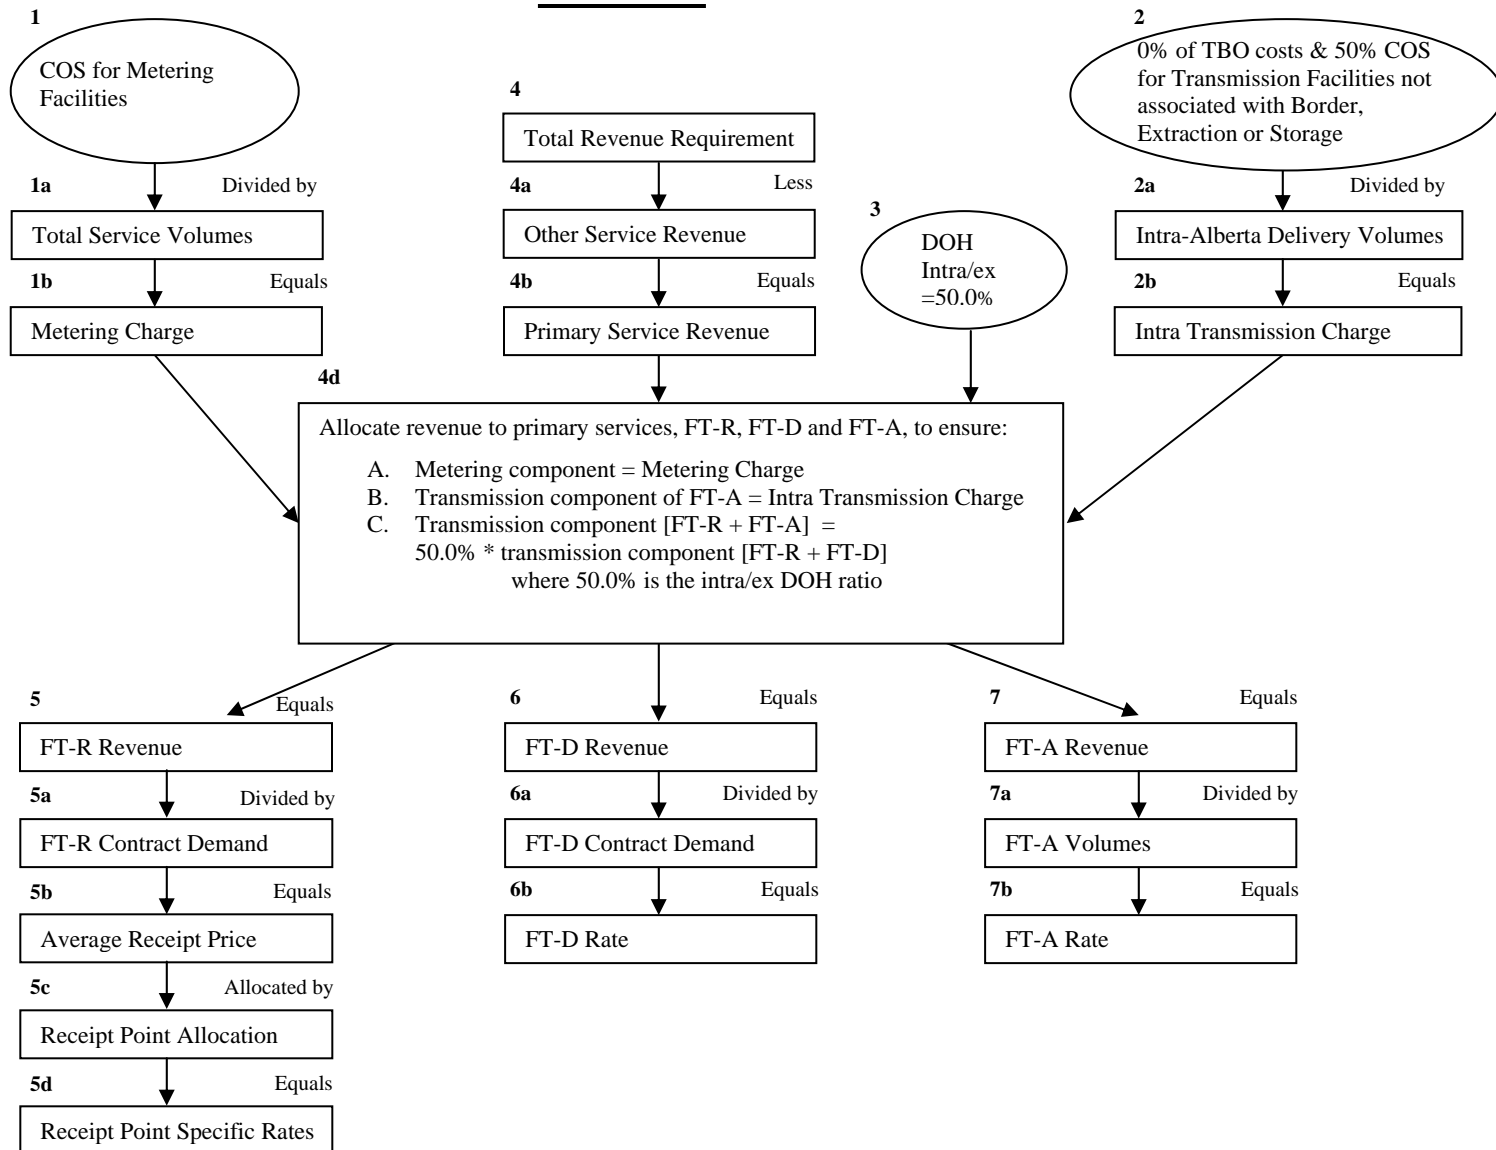 1
COS for Metering
Facilities
1a
Divided by
Total Service Volumes
1b
Equals
Metering Charge
4
Total Revenue Requirement
4a
Less
Other Service Revenue
4b
Equals
Primary Service Revenue
3
DOH
Intra/ex
=50.0%
2
0% of TBO costs & 50% COS
for Transmission Facilities not
associated with Border,
Extraction or Storage
2a
Divided by
Intra-Alberta Delivery Volumes
2b
Equals
Intra Transmission Charge
4d
Allocate revenue to primary services, FT-R, FT-D and FT-A, to ensure:
A. Metering component = Metering Charge
B. Transmission component of FT-A = Intra Transmission Charge
C. Transmission component [FT-R + FT-A] =
50.0% * transmission component [FT-R + FT-D]
where 50.0% is the intra/ex DOH ratio
5
Equals
FT-R Revenue
5a
Divided by
FT-R Contract Demand
5b
Equals
Average Receipt Price
5c
Allocated by
Receipt Point Allocation
5d
Equals
Receipt Point Specific Rates
6
Equals
FT-D Revenue
6a
Divided by
FT-D Contract Demand
6b
Equals
FT-D Rate
7
Equals
FT-A Revenue
7a
Divided by
FT-A Volumes
7b
Equals
FT-A Rate